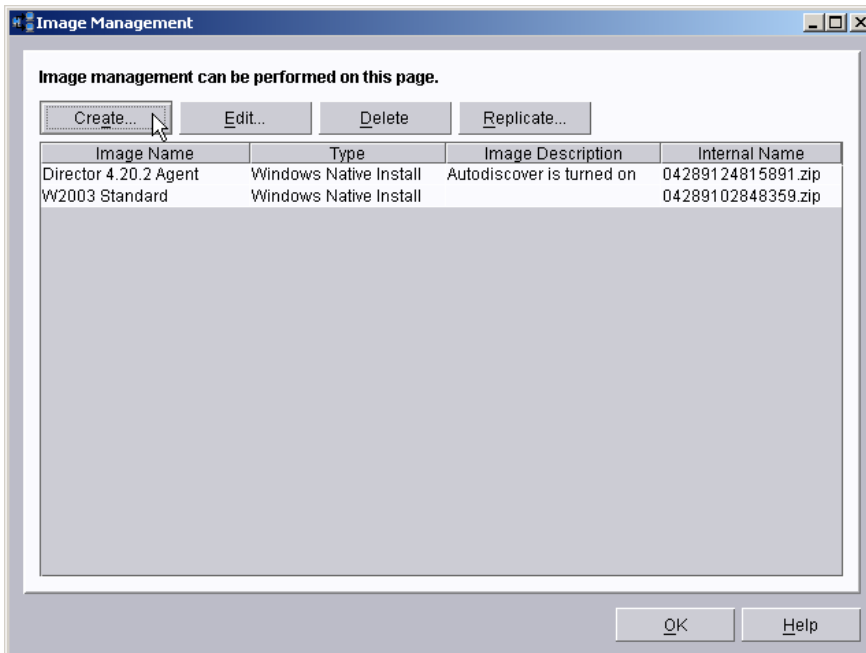 Image Management
Image management can be performed on this page.
Create... Edit... Delete Replicate...
Image Name Type Image Description Internal Name
Director 4.20.2 Agent Windows Native Install Autodiscover is turned on 04289124815891.zip
W2003 Standard Windows Native Install 04289102848359.zip
OK Help